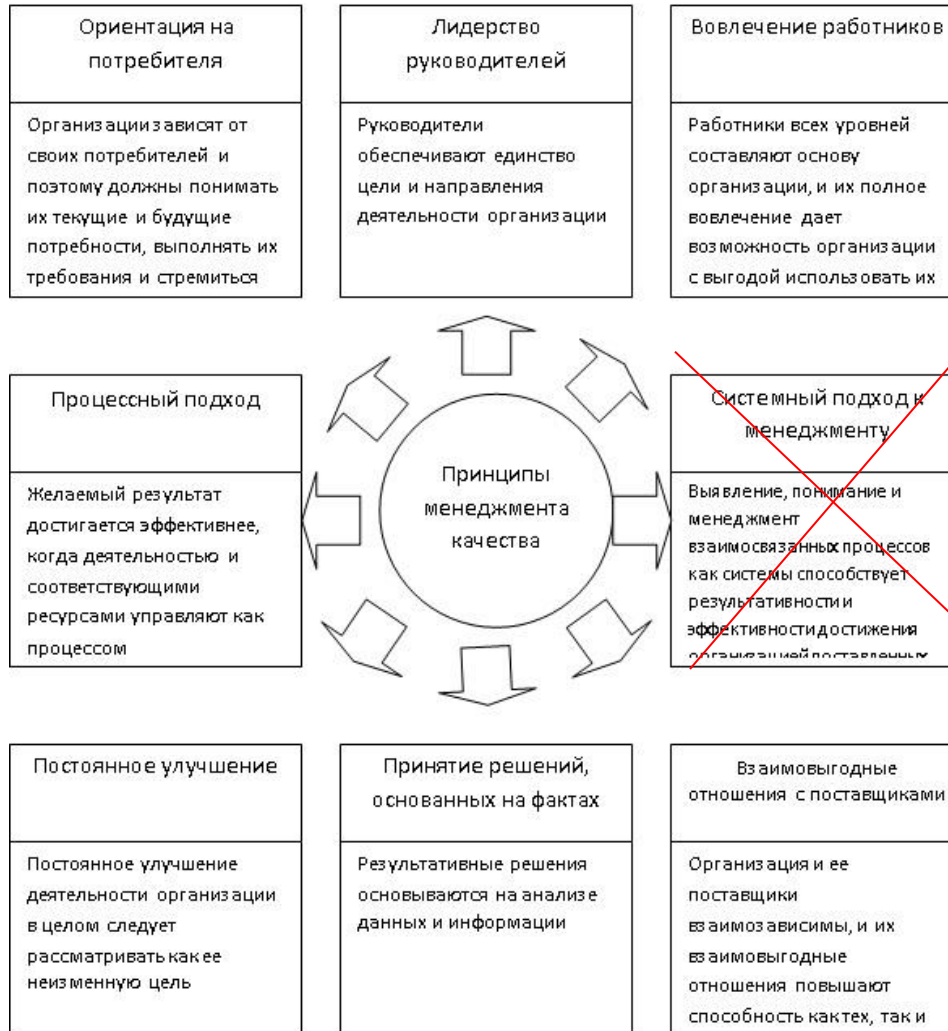 Ориентация на
потребителя
Организации зависят от
своих потребителей и
поэтому должны понимать
их текущие и будущие
потребности, выполнять их
требования и стремиться
Лидерство
руководителей
Руководители
обеспечивают единство
цели и направления
деятельности организации
Вовлечение работников
Работники всех уровней
составляют основу
организации, и их полное
вовлечение дает
возможность организации
с выгодой использовать их
Процессный подход
Желаемый результат
достигается эффективнее,
когда деятельностью и
соответствующими
ресурсами управляют как
процессом
Принципы
менеджмента
качества
Системный подход к
менеджменту
Выявление, понимание и
менеджмент
взаимосвязанных процессов
как системы способствует
результативности и
эффективности достижения
организацией поставленных
Постоянное улучшение
Постоянное улучшение
деятельности организации
в целом следует
рассматривать как ее
неизменную цель
Принятие решений,
основанных на фактах
Результативные решения
основываются на анализе
данных и информации
Взаимовыгодные
отношения с поставщиками
Организация и ее
поставщики
взаимозависимы, и их
взаимовыгодные
отношения повышают
способность как тех, так и